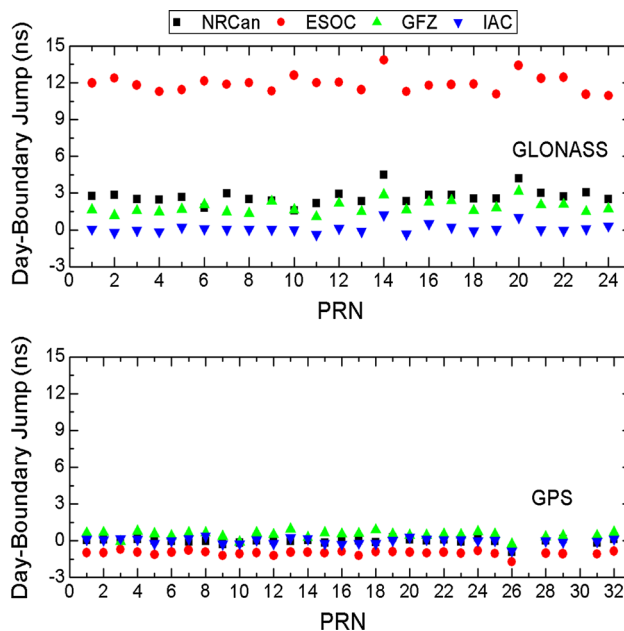 NRCan ESOC GFZ IAC
15
12
9
6
3
0
-3
Day-Boundary Jump (ns)
GLONASS
0 2 4 6 8 10 12 14 16 18 20 22 24
PRN
15
12
9
6
3
0
-3
Day-Boundary Jump (ns)
GPS
0 2 4 6 8 10 12 14 16 18 20 22 24 26 28 30 32
PRN